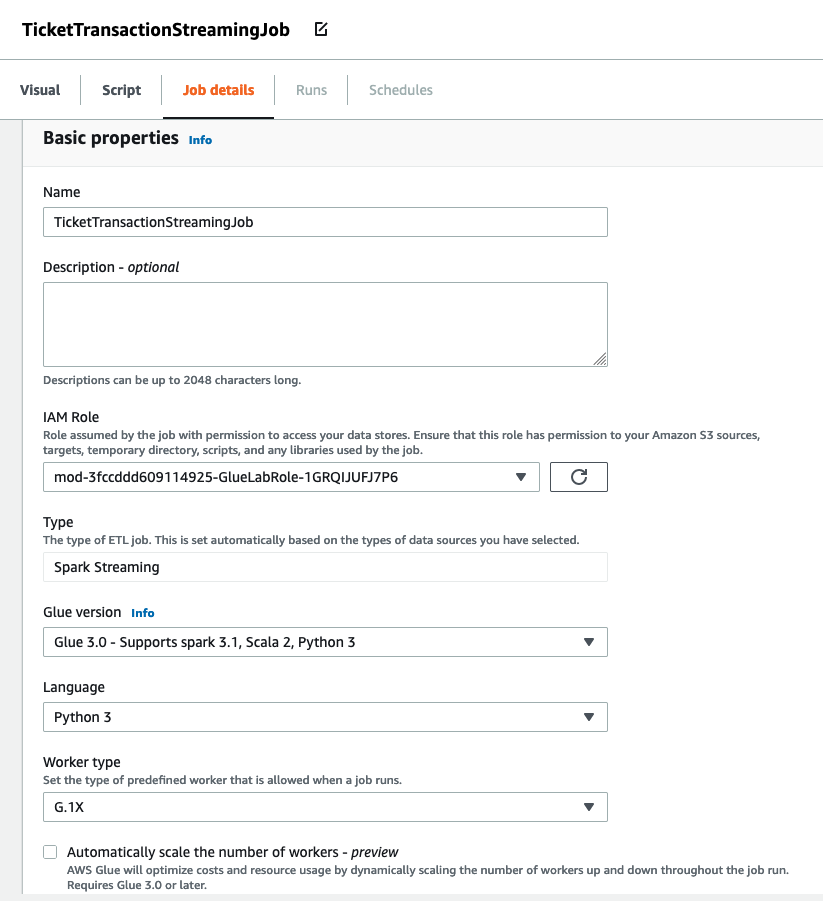 TicketTransactionStreamingJob
Visual
Script
Job details
Runs
Schedules
Basic properties Info
Name
TicketTransactionStreamingJob
Description - optional
Descriptions can be up to 2048 characters long.
IAM Role
Role assumed by the job with permission to access your data stores. Ensure that this role has permission to your Amazon S3 sources,
targets, temporary directory, scripts, and any libraries used by the job.
mod-3fccddd609114925-GlueLabRole-1GRQIJUFJ7P6
Type
The type of ETL job. This is set automatically based on the types of data sources you have selected.
Spark Streaming
Glue version Info
Glue 3.0 - Supports spark 3.1, Scala 2, Python 3
Language
Python 3
Worker type
Set the type of predefined worker that is allowed when a job runs.
G.1X
Automatically scale the number of workers - preview
AWS Glue will optimize costs and resource usage by dynamically scaling the number of workers up and down throughout the job run.
Requires Glue 3.0 or later.